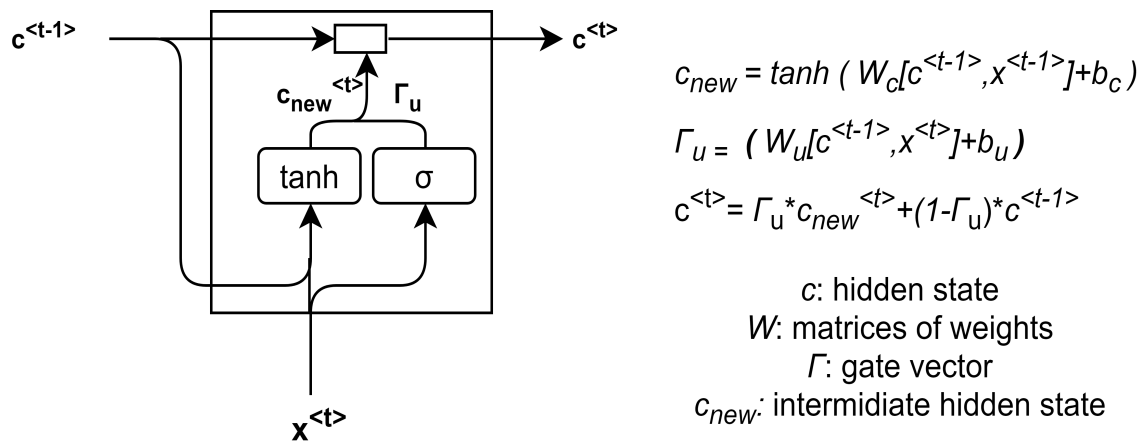 c<t-1>
c<t>
cnew<t>
Γu
tanh
σ
x<t>
cnew = tanh ( Wc[c<t-1>,x<t-1>]+bc )
Γu = ( Wu[c<t-1>,x<t>]+bu )
c<t>= Γu*cnew<t>+(1-Γu)*c<t-1>
c: hidden state
W: matrices of weights
Γ: gate vector
cnew: intermidiate hidden state